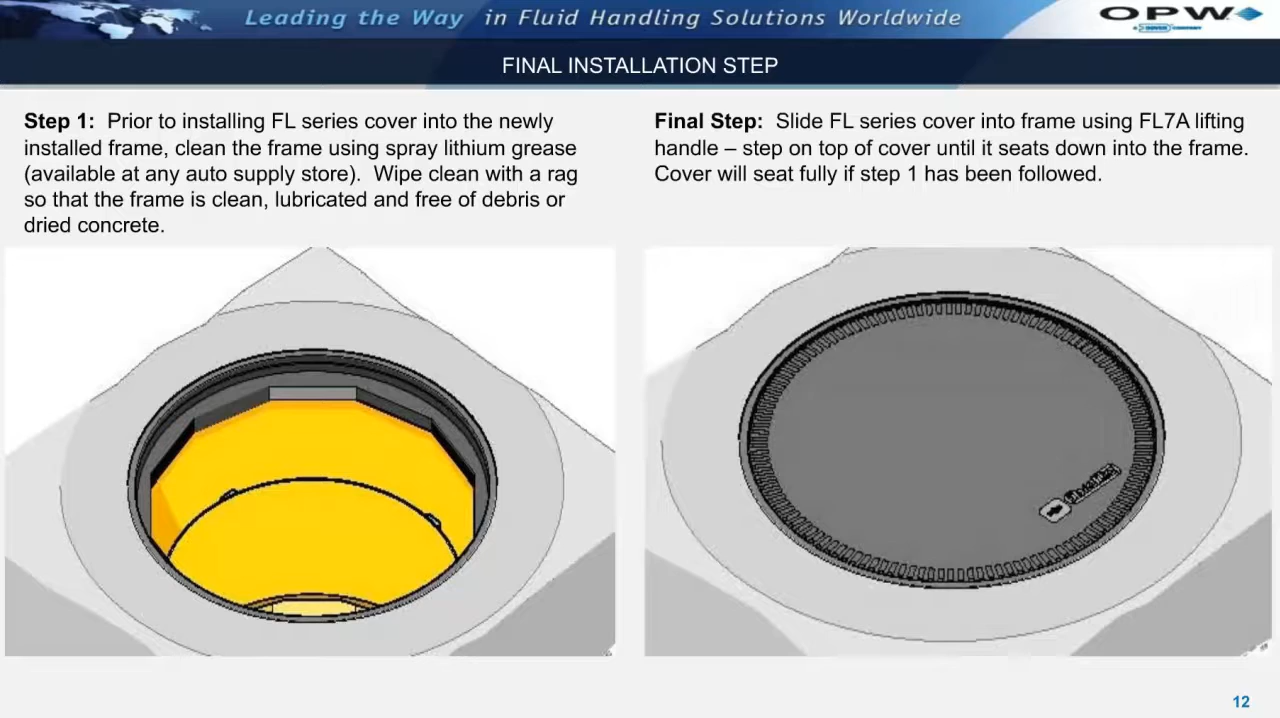 Leading the Way in Fluid Handling Solutions Worldwide
OPW
FINAL INSTALLATION STEP
Step 1: Prior to installing FL series cover into the newly
installed frame, clean the frame using spray lithium grease
(available at any auto supply store). Wipe clean with a rag
so that the frame is clean, lubricated and free of debris or
dried concrete.
Final Step: Slide FL series cover into frame using FL7A lifting
handle – step on top of cover until it seats down into the frame.
Cover will seat fully if step 1 has been followed.
12